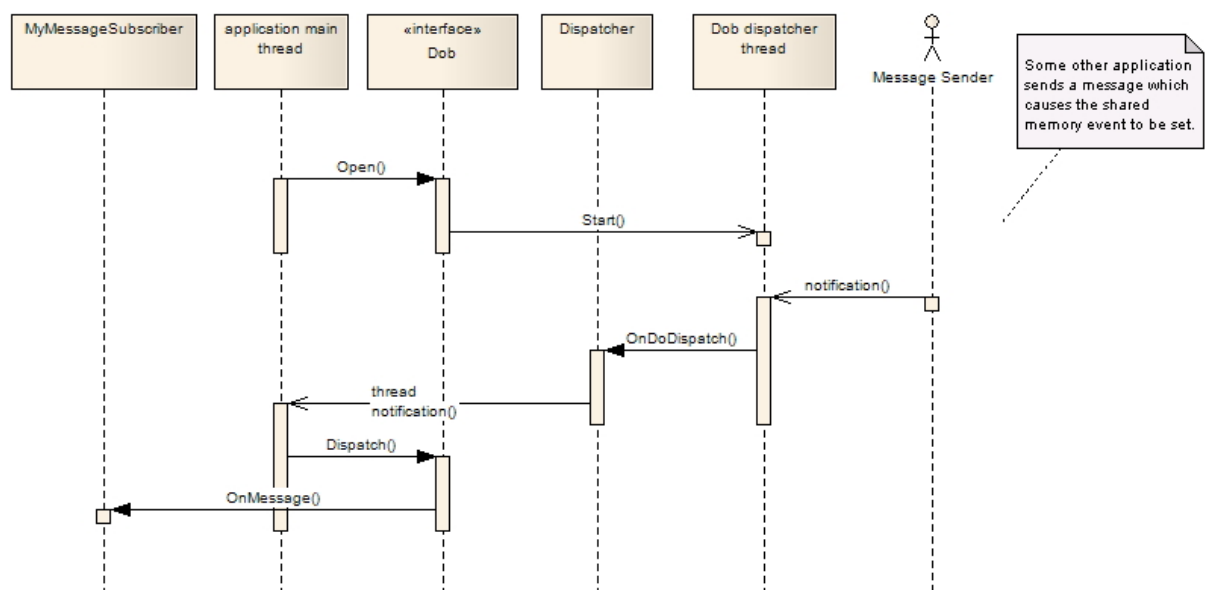 MyMessageSubscriber
application main
thread
«interface»
Dob
Dispatcher
Dob dispatcher
thread
Message Sender
Some other application
sends a message which
causes the shared
memory event to be set.
Open()
Start()
notification()
OnDoDispatch()
thread
notification()
Dispatch()
OnMessage()